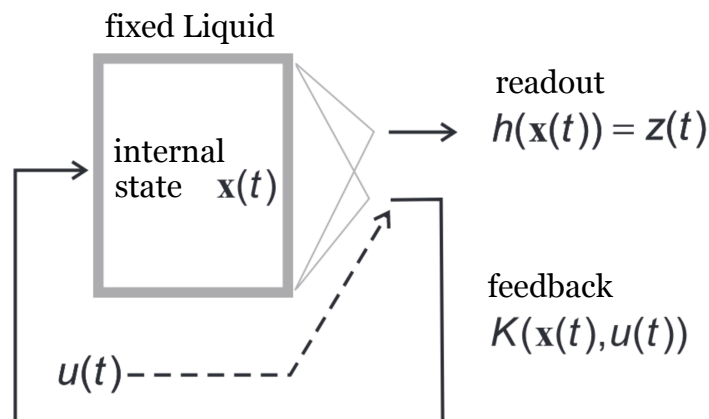 fixed Liquid
readout
h(x(t)) = z(t)
internal
state x(t)
feedback
K(x(t),u(t))
u(t)